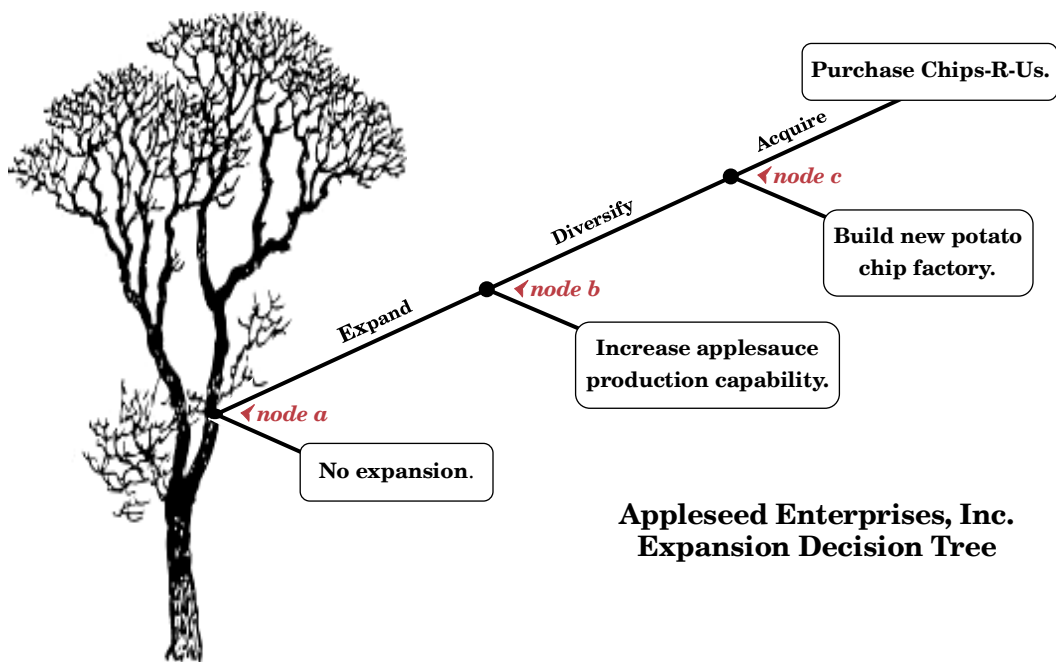 Purchase Chips-R-Us.
Acquire
node c
Diversify
Build new potato
chip factory.
node b
Expand
Increase applesauce
production capability.
node a
No expansion.
Appleseed Enterprises, Inc.
Expansion Decision Tree